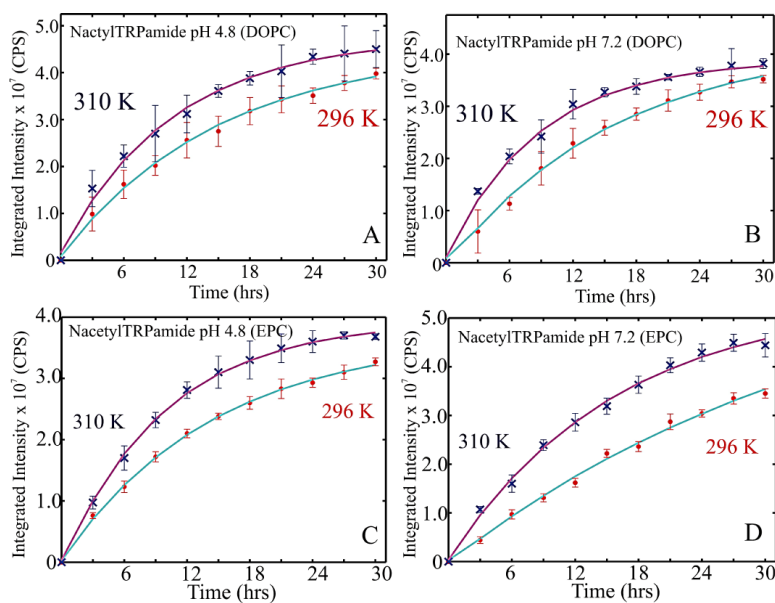 NactylTRPamide pH 4.8 (DOPC)
310 K
296 K
A
Integrated Intensity x 10⁷ (CPS)
5.0
4.0
3.0
2.0
1.0
0
6 12 18 24 30
Time (hrs)
NactylTRPamide pH 7.2 (DOPC)
310 K
296 K
B
Integrated Intensity x 10⁷ (CPS)
4.0
3.0
2.0
1.0
0
6 12 18 24 30
Time (hrs)
NacetylTRPamide pH 4.8 (EPC)
310 K
296 K
C
Integrated Intensity x 10⁷ (CPS)
4.0
3.0
2.0
1.0
0
6 12 18 24 30
Time (hrs)
NacetylTRPamide pH 7.2 (EPC)
310 K
296 K
D
Integrated Intensity x 10⁷ (CPS)
5.0
4.0
3.0
2.0
1.0
0
6 12 18 24 30
Time (hrs)